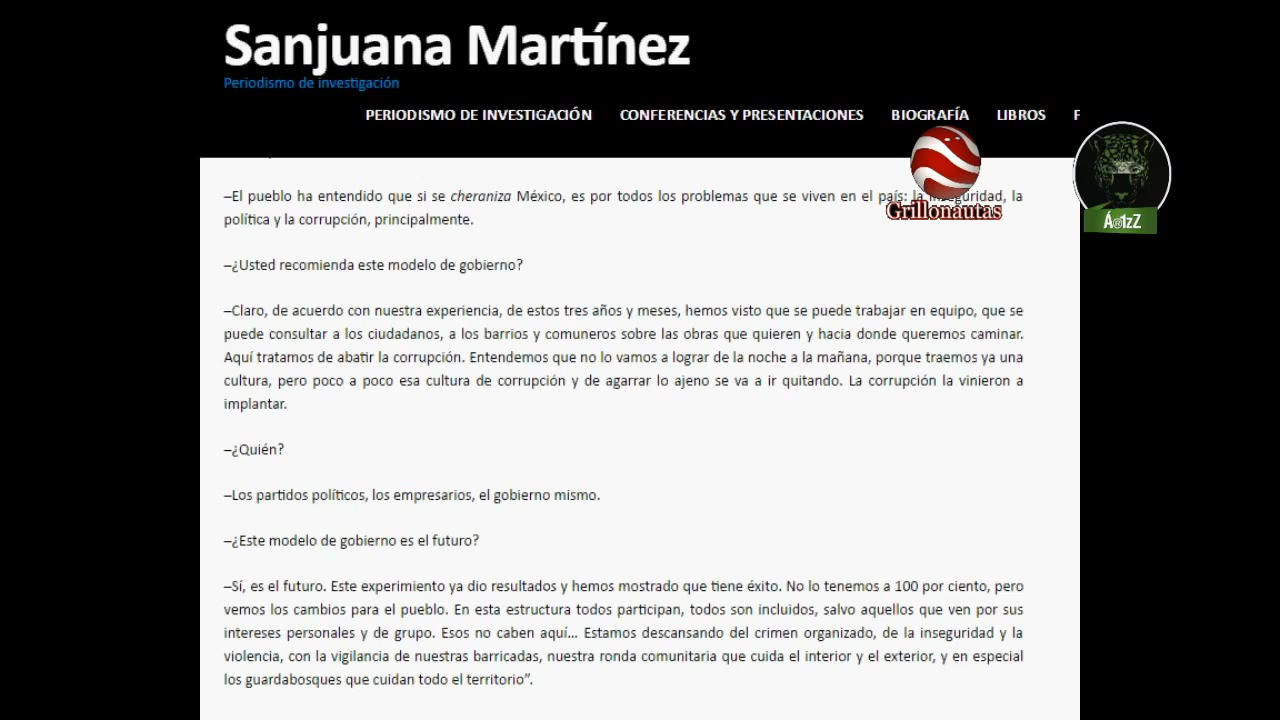 Sanjuana Martínez
Periodismo de investigación
PERIODISMO DE INVESTIGACIÓN CONFERENCIAS Y PRESENTACIONES BIOGRAFÍA LIBROS F
Grillonautas
Á@1zZ
–El pueblo ha entendido que si se cheraniza México, es por todos los problemas que se viven en el país: la inseguridad, la
política y la corrupción, principalmente.
–¿Usted recomienda este modelo de gobierno?
–Claro, de acuerdo con nuestra experiencia, de estos tres años y meses, hemos visto que se puede trabajar en equipo, que se
puede consultar a los ciudadanos, a los barrios y comuneros sobre las obras que quieren y hacia donde queremos caminar.
Aquí tratamos de abatir la corrupción. Entendemos que no lo vamos a lograr de la noche a la mañana, porque traemos ya una
cultura, pero poco a poco esa cultura de corrupción y de agarrar lo ajeno se va a ir quitando. La corrupción la vinieron a
implantar.
–¿Quién?
–Los partidos políticos, los empresarios, el gobierno mismo.
–¿Este modelo de gobierno es el futuro?
–Sí, es el futuro. Este experimento ya dio resultados y hemos mostrado que tiene éxito. No lo tenemos a 100 por ciento, pero
vemos los cambios para el pueblo. En esta estructura todos participan, todos son incluidos, salvo aquellos que ven por sus
intereses personales y de grupo. Esos no caben aquí... Estamos descansando del crimen organizado, de la inseguridad y la
violencia, con la vigilancia de nuestras barricadas, nuestra ronda comunitaria que cuida el interior y el exterior, y en especial
los guardabosques que cuidan todo el territorio”.